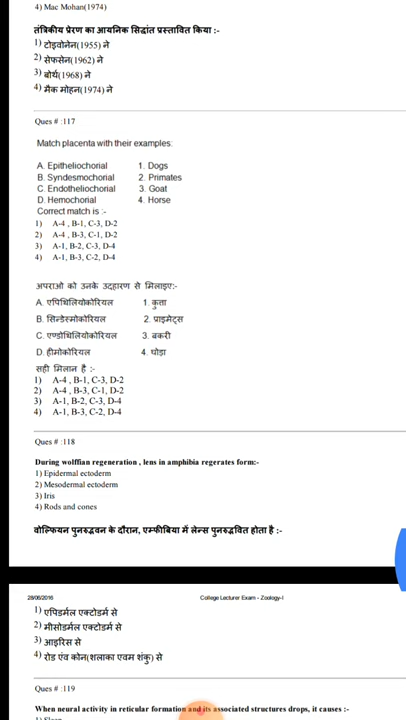 4) Mac Mohan(1974)
तंत्रिकीय प्रेरण का आयनिक सिद्धांत प्रस्तावित किया :-
1) टोइवोनेन(1955) ने
2) सेफसेन(1962) ने
3) बोर्थ(1968) ने
4) मैक मोहन(1974) ने
Ques # :117
Match placenta with their examples:
A. Epitheliochorial 1. Dogs
B. Syndesmochorial 2. Primates
C. Endotheliochorial 3. Goat
D. Hemochorial 4. Horse
Correct match is :-
1) A-4 , B-1, C-3, D-2
2) A-4 , B-3, C-1, D-2
3) A-1, B-2, C-3, D-4
4) A-1, B-3, C-2, D-4
अपराओ को उनके उदहारण से मिलाइए:-
A. एपिथिलियोकोरियल 1. कुत्ता
B. सिन्डेस्मोकोरियल 2. प्राइमेट्स
C. एण्डोथिलियोकोरियल 3. बकरी
D. हीमोकोरियल 4. घोड़ा
सही मिलान है :-
1) A-4 , B-1, C-3, D-2
2) A-4 , B-3, C-1, D-2
3) A-1, B-2, C-3, D-4
4) A-1, B-3, C-2, D-4
Ques # :118
During wolffian regeneration , lens in amphibia regerates form:-
1) Epidermal ectoderm
2) Mesodermal ectoderm
3) Iris
4) Rods and cones
वोल्फियन पुनरुद्भवन के दौरान, एम्फीबिया में लेन्स पुनरुद्भवित होता है :-
28/06/2016 College Lecturer Exam - Zoology-I
1) एपिडर्मल एक्टोडर्म से
2) मीसोडर्मल एक्टोडर्म से
3) आइरिस से
4) रोड एंव कोन(शलाका एवम शंकु) से
Ques # :119
When neural activity in reticular formation and its associated structures drops, it causes :-
1) Sleep